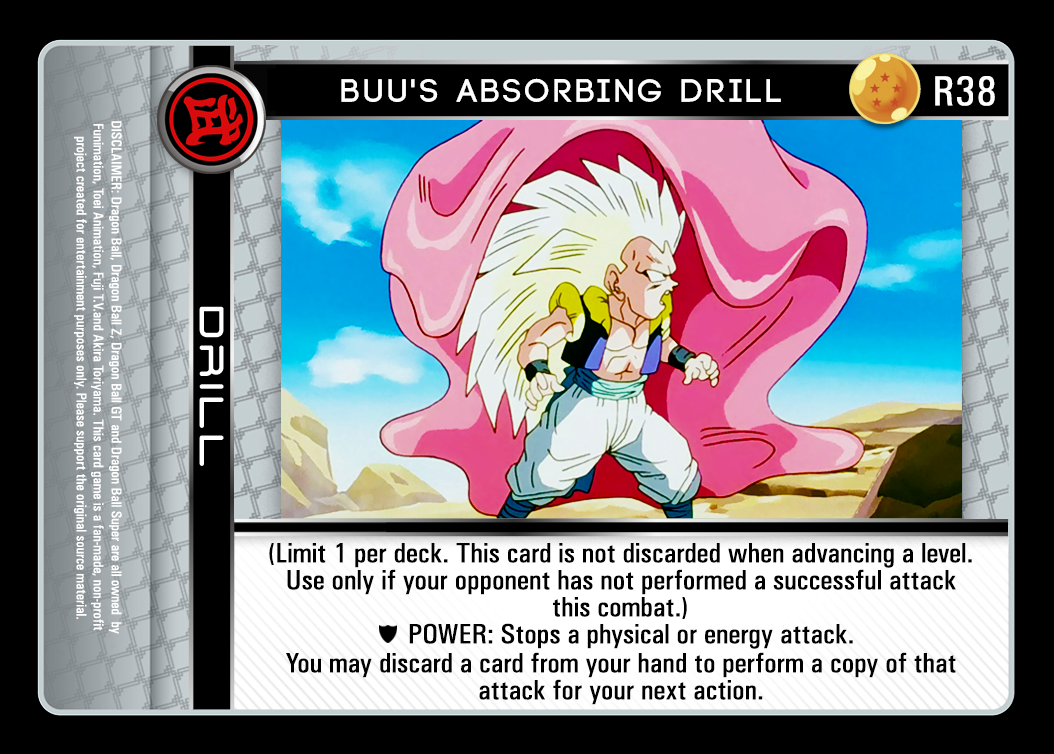 BUU'S ABSORBING DRILL
R38
武
DISCLAIMER: Dragon Ball, Dragon Ball Z, Dragon Ball GT and Dragon Ball Super are all owned by
Funimation, Toei Animation, Fuji T.V.and Akira Toriyama. This card game is a fan-made, non-profit
project created for entertainment purposes only. Please support the original source material.
DRILL
(Limit 1 per deck. This card is not discarded when advancing a level.
Use only if your opponent has not performed a successful attack
this combat.)
POWER: Stops a physical or energy attack.
You may discard a card from your hand to perform a copy of that
attack for your next action.